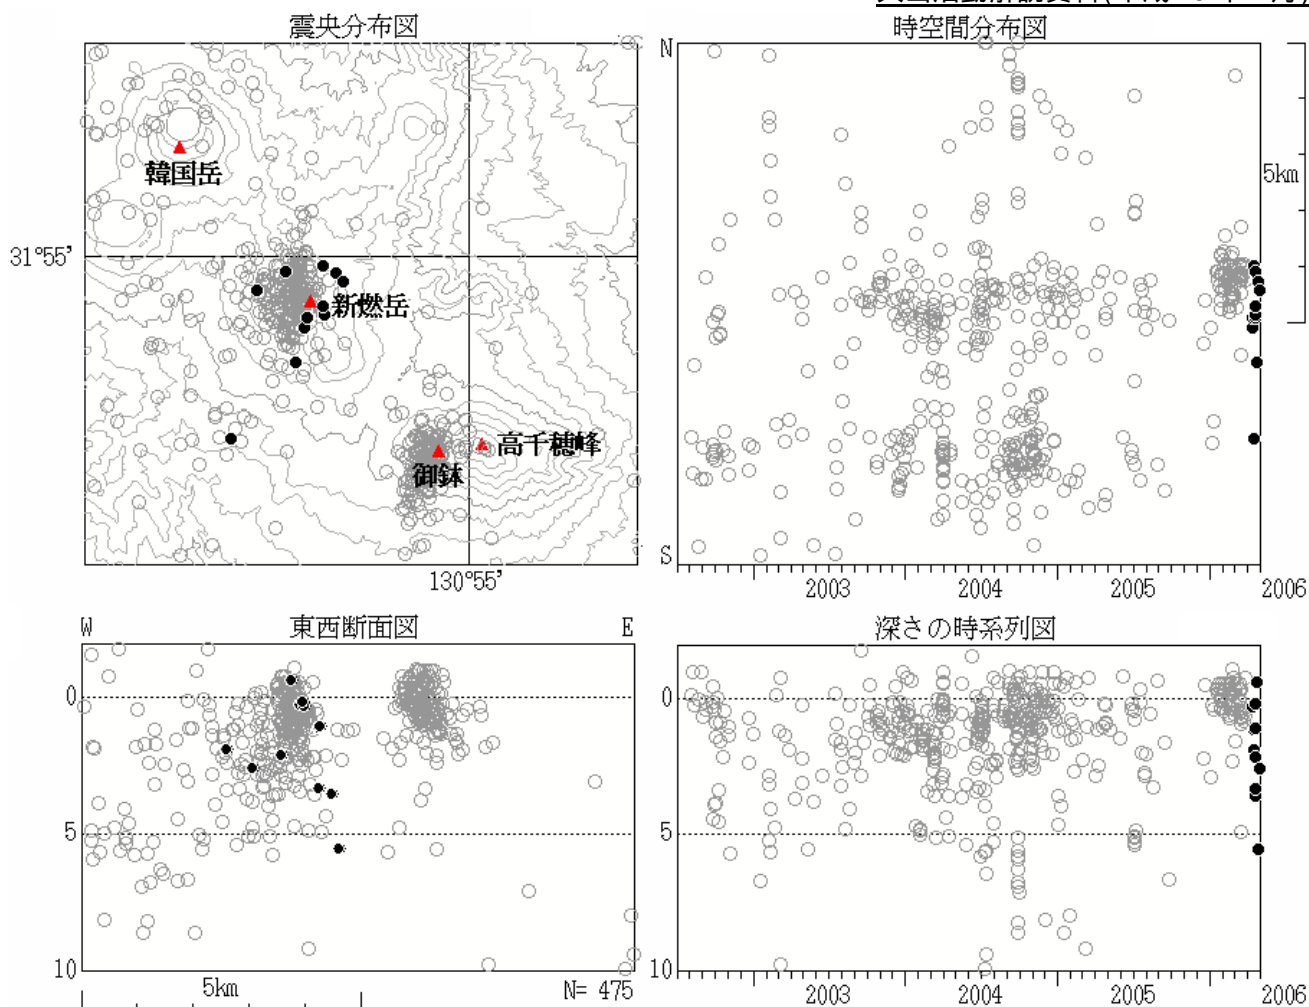 震央分布図
時空間分布図
N
韓国岳
5km
31°55'
新燃岳
高千穂峰
御鉢
S
130°55'
2003
2004
2005
2006
W
東西断面図
E
深さの時系列図
0
0
5
5
10
5km
N= 475
10
2003
2004
2005
2006